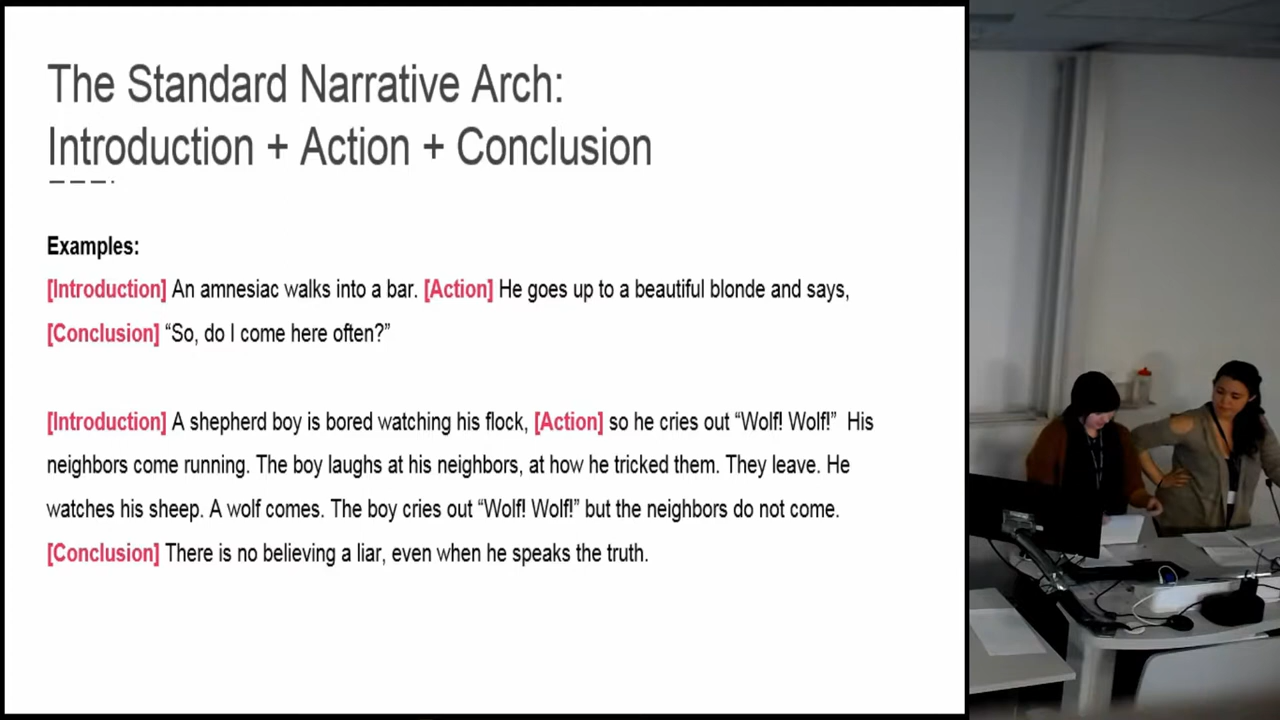 The Standard Narrative Arch:
Introduction + Action + Conclusion
Examples:
[Introduction] An amnesiac walks into a bar. [Action] He goes up to a beautiful blonde and says,
[Conclusion] “So, do I come here often?”
[Introduction] A shepherd boy is bored watching his flock, [Action] so he cries out “Wolf! Wolf!”  His
neighbors come running. The boy laughs at his neighbors, at how he tricked them. They leave. He
watches his sheep. A wolf comes. The boy cries out “Wolf! Wolf!” but the neighbors do not come.
[Conclusion] There is no believing a liar, even when he speaks the truth.